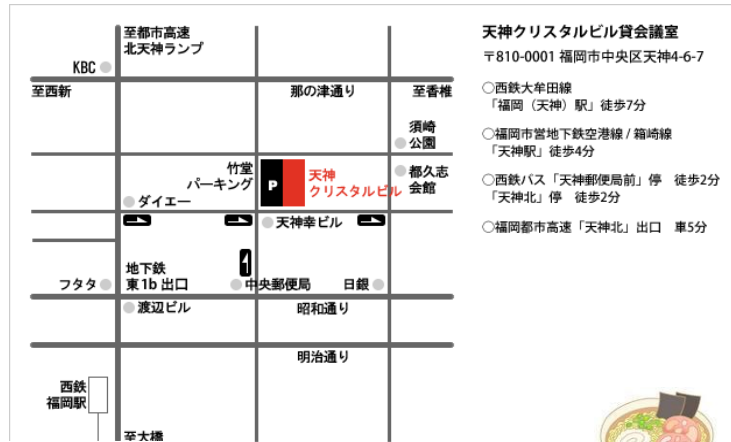 至都市高速
北天神ランプ
KBC
至西新
那の津通り
至香椎
須崎
公園
竹堂
パーキング
P
天神
クリスタルビル
都久志
会館
ダイエー
天神幸ビル
地下鉄
東1b 出口
フタタ
中央郵便局
日銀
渡辺ビル
昭和通り
明治通り
西鉄
福岡駅
至大橋
天神クリスタルビル貸会議室
〒810-0001 福岡市中央区天神4-6-7
○西鉄大牟田線
「福岡（天神）駅」徒歩7分
○福岡市営地下鉄空港線 / 箱崎線
「天神駅」徒歩4分
○西鉄バス「天神郵便局前」停　徒歩2分
「天神北」停　徒歩2分
○福岡都市高速「天神北」出口　車5分